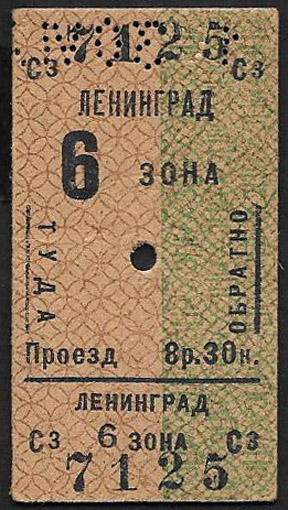 7125
Сз Сз
ЛЕНИНГРАД
6 ЗОНА
ТУДА
ОБРАТНО
Проезд 8р.30к.
ЛЕНИНГРАД
Сз 6 ЗОНА Сз
7125